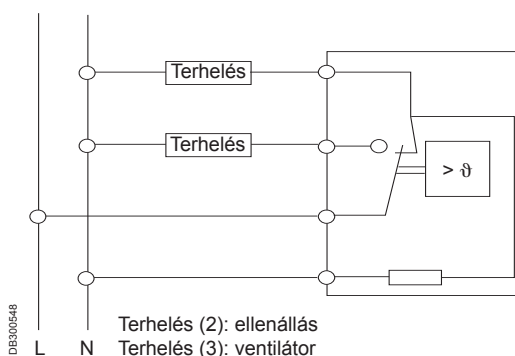 Terhelés
Terhelés
> ϑ
DB300548
Terhelés (2): ellenállás
L N Terhelés (3): ventilátor